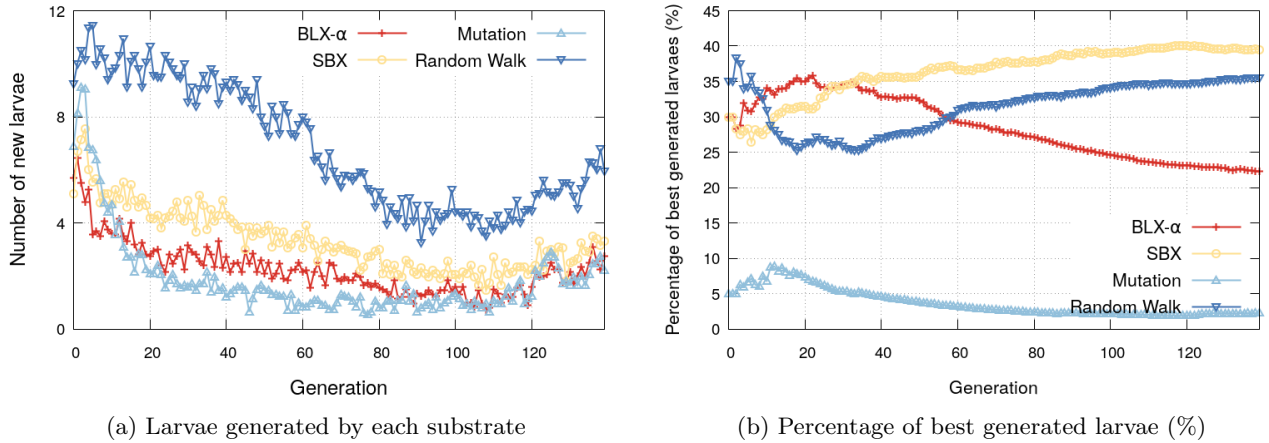 12
8
4
0
0
20
40
60
80
100
120
Number of new larvae
Generation
BLX-α
SBX
Mutation
Random Walk
(a) Larvae generated by each substrate
45
40
35
30
25
20
15
10
5
0
0
20
40
60
80
100
120
Percentage of best generated larvaes (%)
Generation
BLX-α
SBX
Mutation
Random Walk
(b) Percentage of best generated larvae (%)